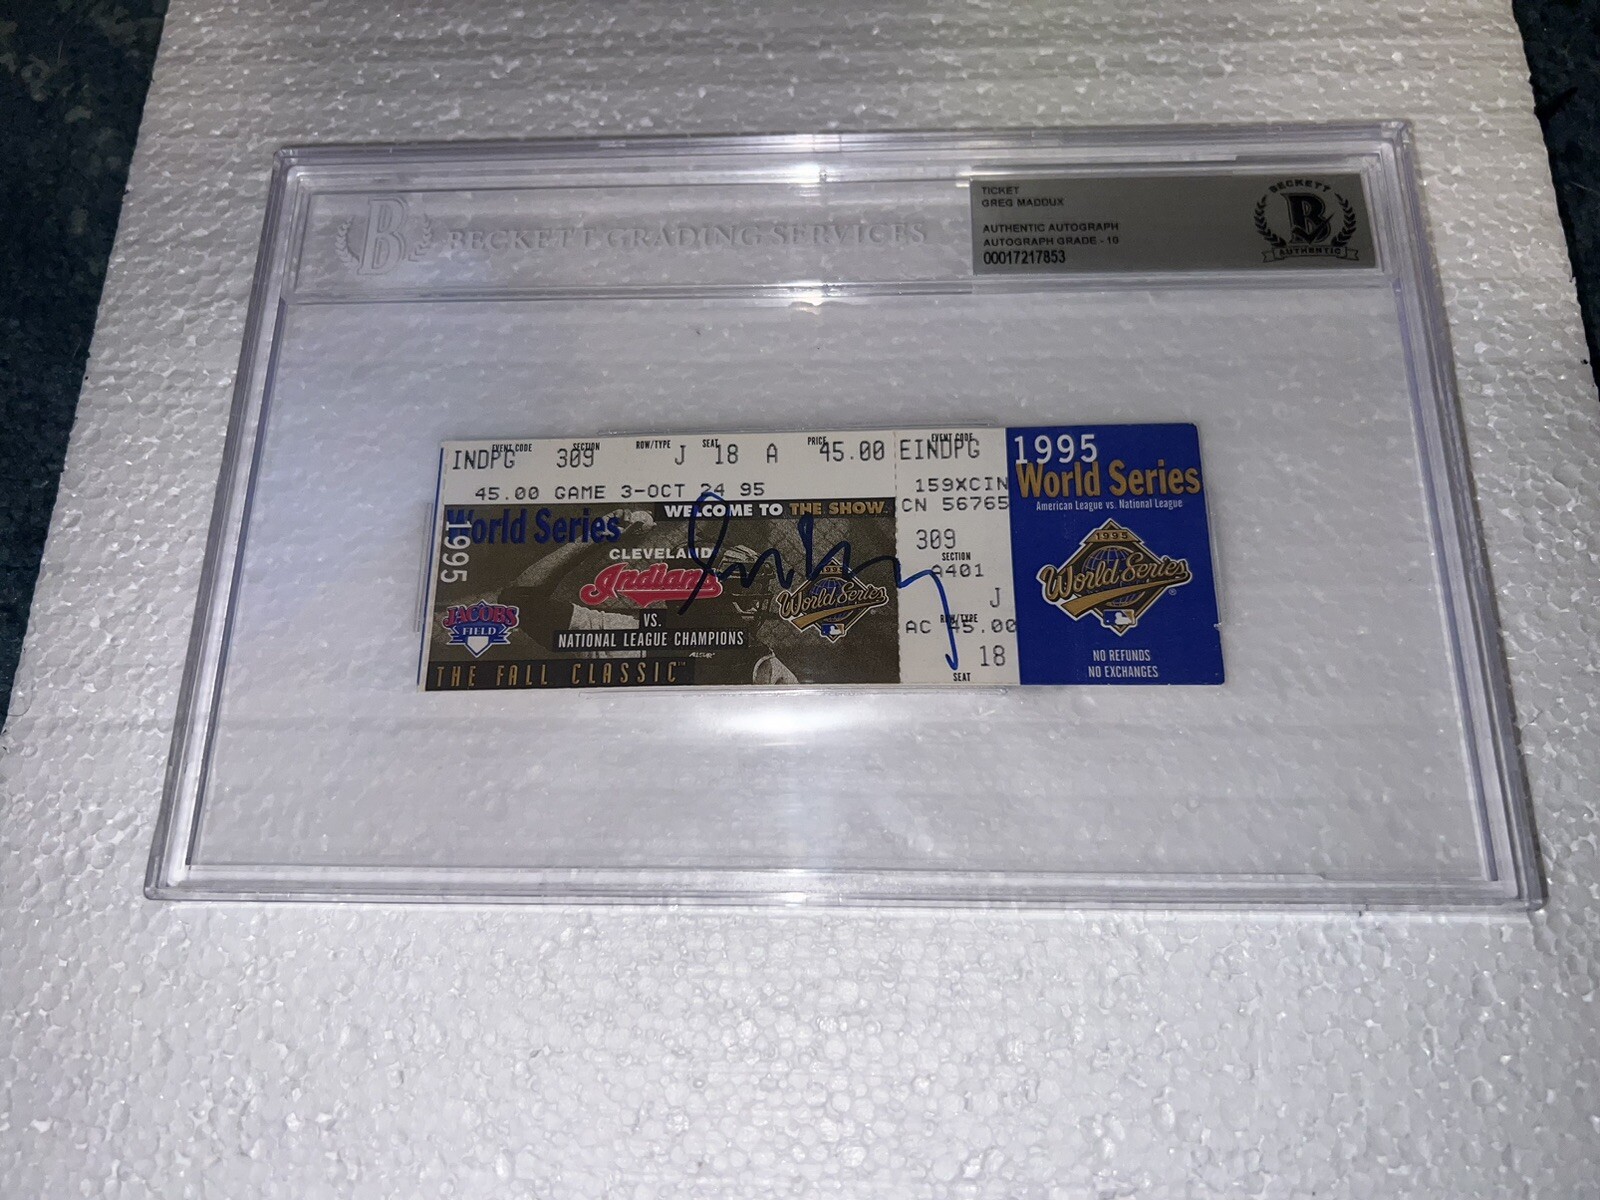 BECKETT GRADING SERVICES
TICKET
GREG MADDUX
AUTHENTIC AUTOGRAPH
AUTOGRAPH GRADE - 10
00017217853
BECKETT
B
AUTHENTIC
EVENT CODE SECTION ROW/TYPE SEAT PRICE
INDPG 309 J 18 A 45.00
45.00 GAME 3-OCT 24 95
WELCOME TO THE SHOW.
1995
World Series
CLEVELAND
Indians
VS.
NATIONAL LEAGUE CHAMPIONS
JACOBS
FIELD
1995
World Series
THE FALL CLASSIC™
EVENT CODE
EINDPG
159XCIN
CN 56765
309
SECTION
A401
J
ROW/TYPE
AC 45.00
18
SEAT
1995
World Series
American League vs. National League
1995
World Series
NO REFUNDS
NO EXCHANGES